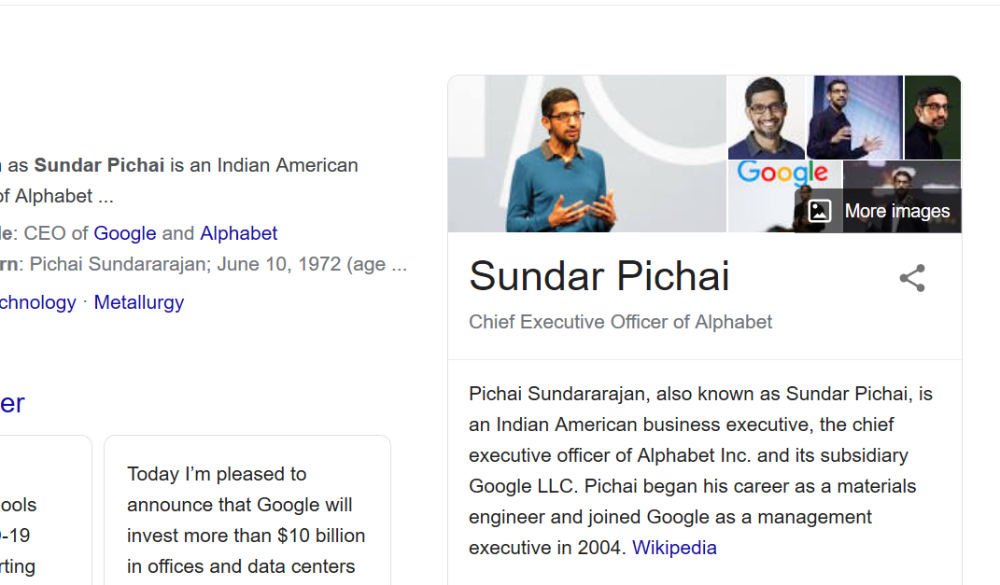 as Sundar Pichai is an Indian American
of Alphabet ...
le: CEO of Google and Alphabet
rn: Pichai Sundararajan; June 10, 1972 (age ...
chnology · Metallurgy
er
ools
-19
rting
Today I’m pleased to
announce that Google will
invest more than $10 billion
in offices and data centers
Google
More images
Sundar Pichai
Chief Executive Officer of Alphabet
Pichai Sundararajan, also known as Sundar Pichai, is
an Indian American business executive, the chief
executive officer of Alphabet Inc. and its subsidiary
Google LLC. Pichai began his career as a materials
engineer and joined Google as a management
executive in 2004. Wikipedia